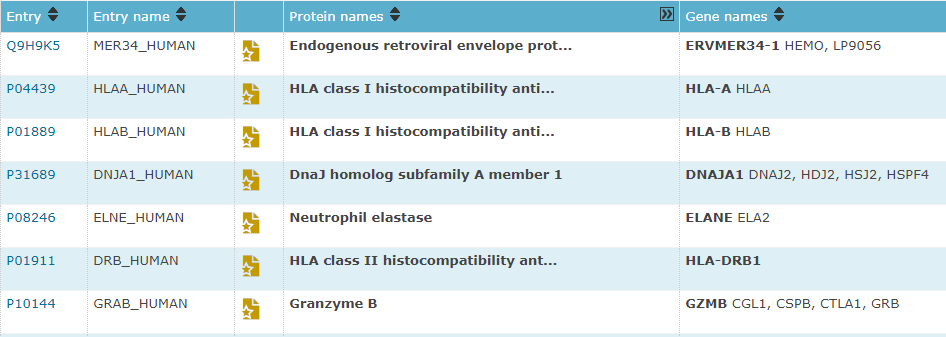 Entry Entry name Protein names Gene names
Q9H9K5 MER34_HUMAN Endogenous retroviral envelope prot... ERVMER34-1 HEMO, LP9056
P04439 HLAA_HUMAN HLA class I histocompatibility anti... HLA-A HLAA
P01889 HLAB_HUMAN HLA class I histocompatibility anti... HLA-B HLAB
P31689 DNJA1_HUMAN DnaJ homolog subfamily A member 1 DNAJA1 DNAJ2, HDJ2, HSJ2, HSPF4
P08246 ELNE_HUMAN Neutrophil elastase ELANE ELA2
P01911 DRB_HUMAN HLA class II histocompatibility ant... HLA-DRB1
P10144 GRAB_HUMAN Granzyme B GZMB CGL1, CSPB, CTLA1, GRB